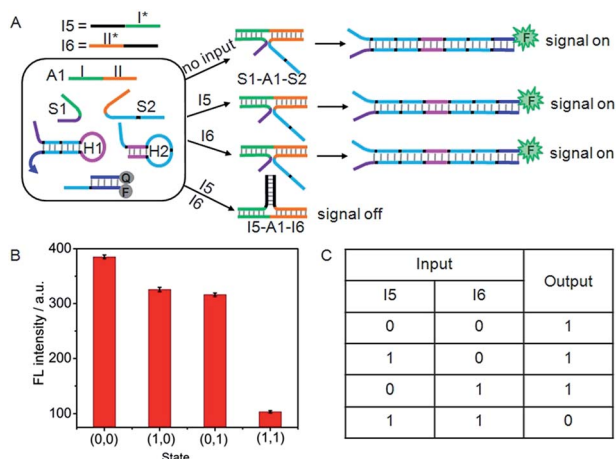 A
I5 =
I*
I6 =
II*
A1
I
II
S1
S2
H1
H2
Q
F
no input
I5
I6
I5
I6
S1-A1-S2
I5-A1-I6
F
signal on
F
signal on
F
signal on
signal off
B
FL intensity / a.u.
400
300
200
100
(0,0)
(1,0)
(0,1)
(1,1)
State
C
Input
Output
I5
I6
0
0
1
1
0
1
0
1
1
1
1
0